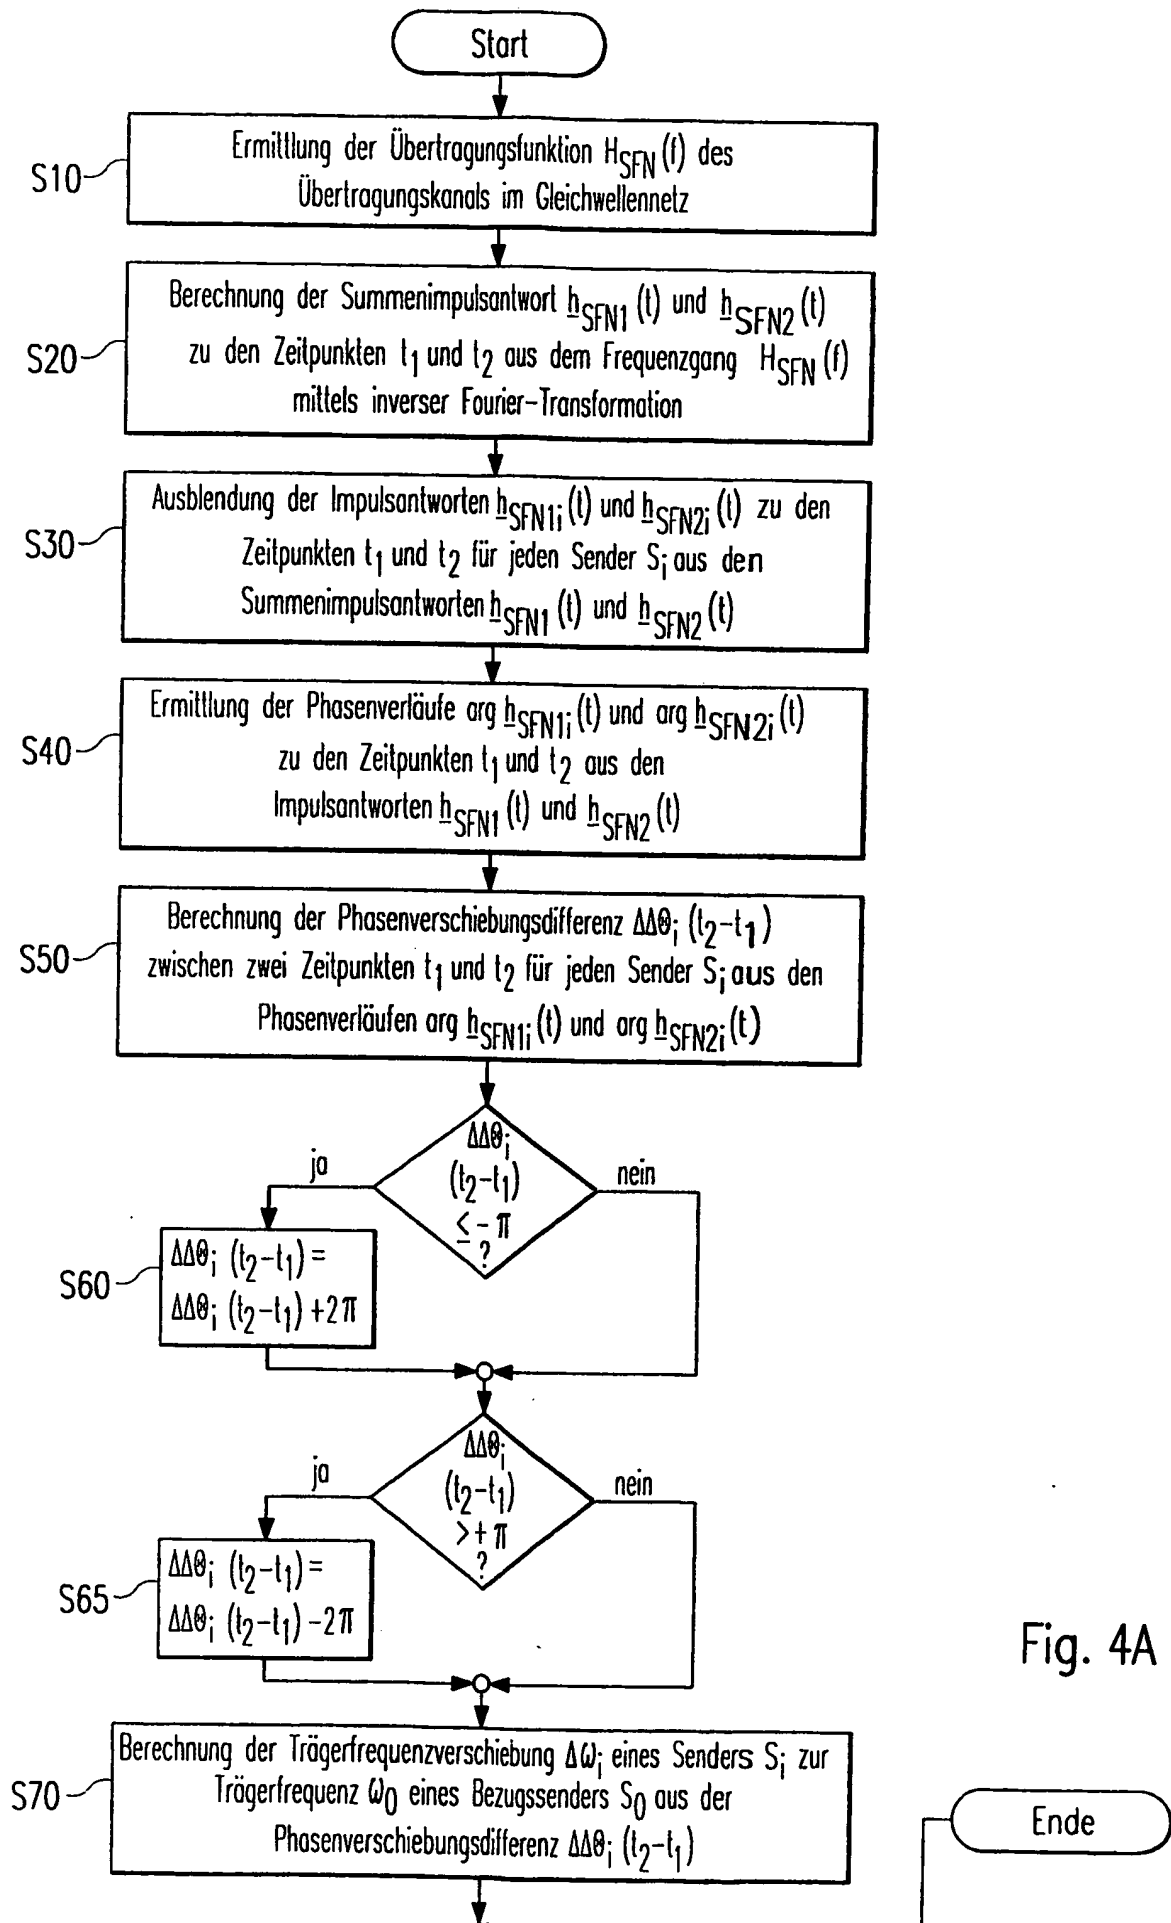 Start
S10
Ermittlung der Übertragungsfunktion H_SFN (f) des
Übertragungskanals im Gleichwellennetz
S20
Berechnung der Summenimpulsantwort h_SFN1 (t) und h_SFN2 (t)
zu den Zeitpunkten t1 und t2 aus dem Frequenzgang H_SFN (f)
mittels inverser Fourier-Transformation
S30
Ausblendung der Impulsantworten h_SFN1i (t) und h_SFN2i (t) zu den
Zeitpunkten t1 und t2 für jeden Sender Si aus den
Summenimpulsantworten h_SFN1 (t) und h_SFN2 (t)
S40
Ermittlung der Phasenverläufe arg h_SFN1i (t) und arg h_SFN2i (t)
zu den Zeitpunkten t1 und t2 aus den
Impulsantworten h_SFN1 (t) und h_SFN2 (t)
S50
Berechnung der Phasenverschiebungsdifferenz ΔΔΘi (t2-t1)
zwischen zwei Zeitpunkten t1 und t2 für jeden Sender Si aus den
Phasenverläufen arg h_SFN1i (t) und arg h_SFN2i (t)
ΔΔΘi
(t2-t1)
≤ - π
?
ja
nein
S60
ΔΔΘi (t2-t1) =
ΔΔΘi (t2-t1) +2π
ΔΔΘi
(t2-t1)
> + π
?
ja
nein
S65
ΔΔΘi (t2-t1) =
ΔΔΘi (t2-t1) -2π
Fig. 4A
S70
Berechnung der Trägerfrequenzverschiebung Δωi eines Senders Si zur
Trägerfrequenz ω0 eines Bezugssenders S0 aus der
Phasenverschiebungsdifferenz ΔΔΘi (t2-t1)
Ende